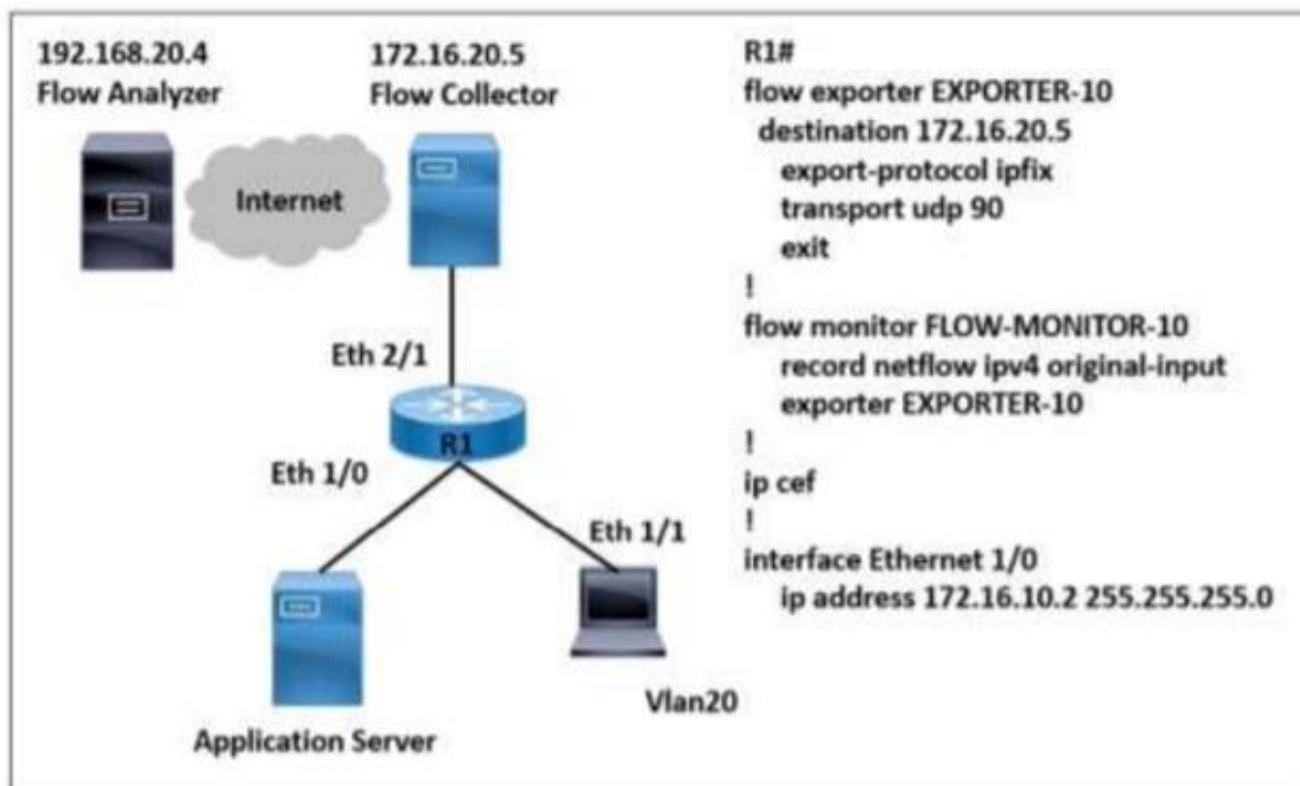 192.168.20.4
Flow Analyzer
172.16.20.5
Flow Collector
Internet
Eth 2/1
R1
Eth 1/0
Eth 1/1
Application Server
Vlan20
R1#
flow exporter EXPORTER-10
destination 172.16.20.5
export-protocol ipfix
transport udp 90
exit
!
flow monitor FLOW-MONITOR-10
record netflow ipv4 original-input
exporter EXPORTER-10
!
ip cef
!
interface Ethernet 1/0
ip address 172.16.10.2 255.255.255.0